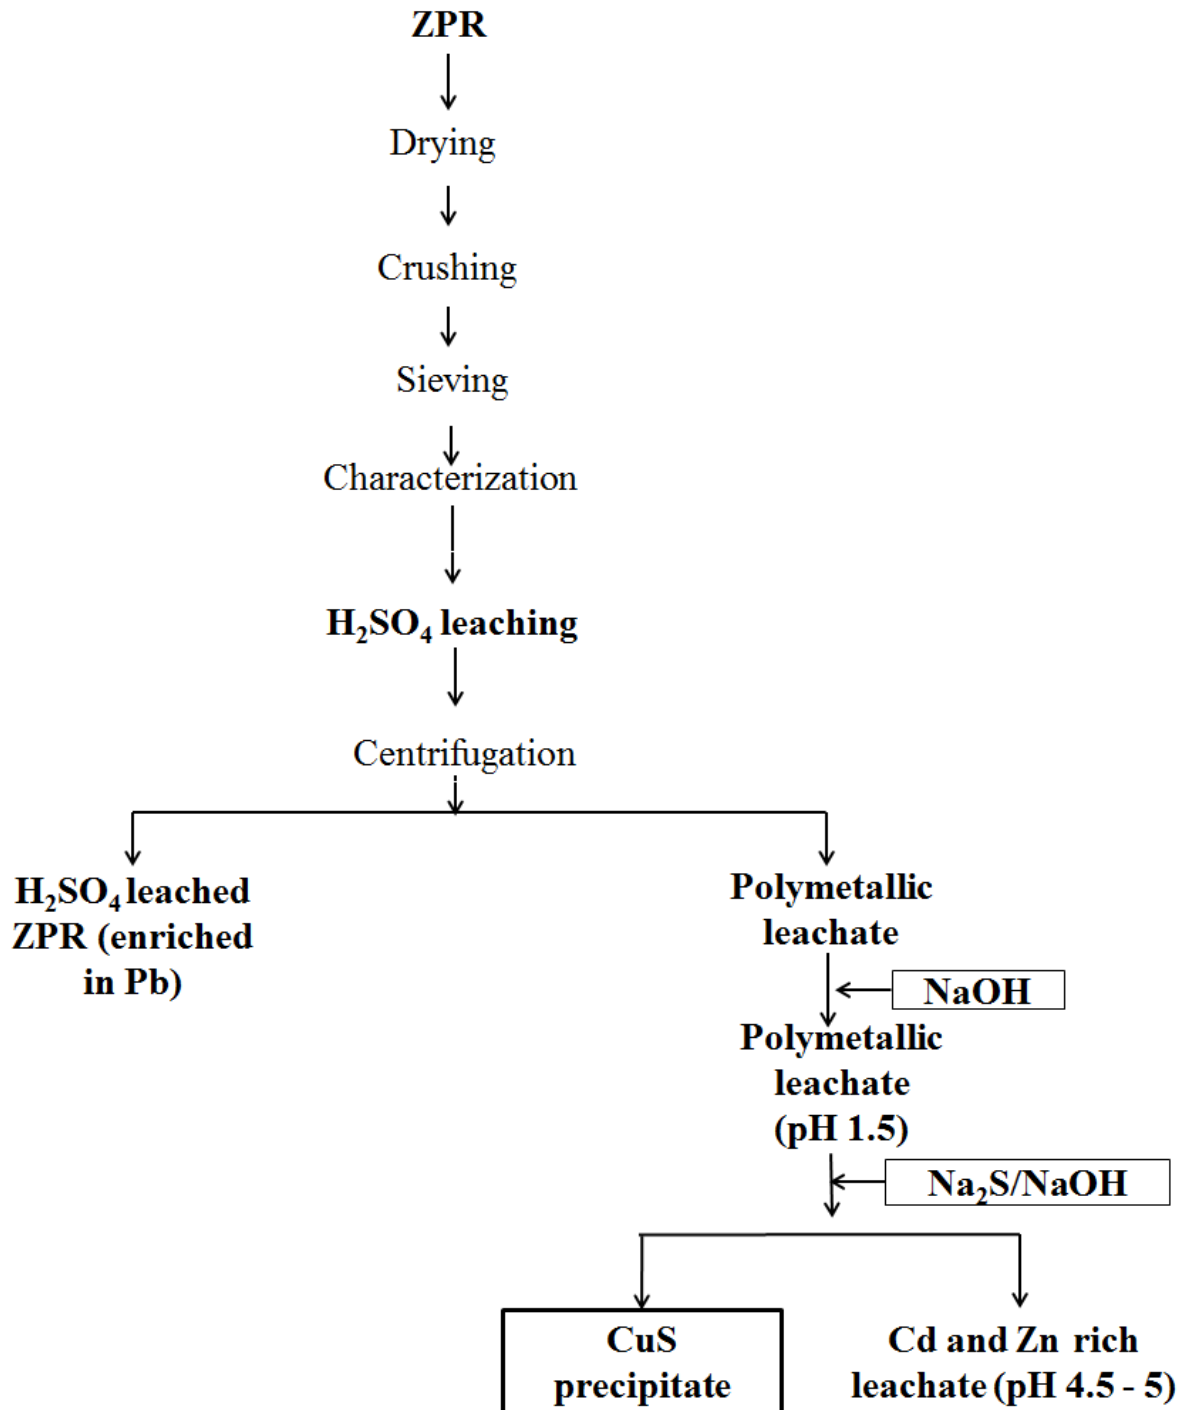 ZPR
Drying
Crushing
Sieving
Characterization
H₂SO₄ leaching
Centrifugation
H₂SO₄ leached
ZPR (enriched
in Pb)
Polymetallic
leachate
NaOH
Polymetallic
leachate
(pH 1.5)
Na₂S/NaOH
CuS
precipitate
Cd and Zn rich
leachate (pH 4.5 - 5)